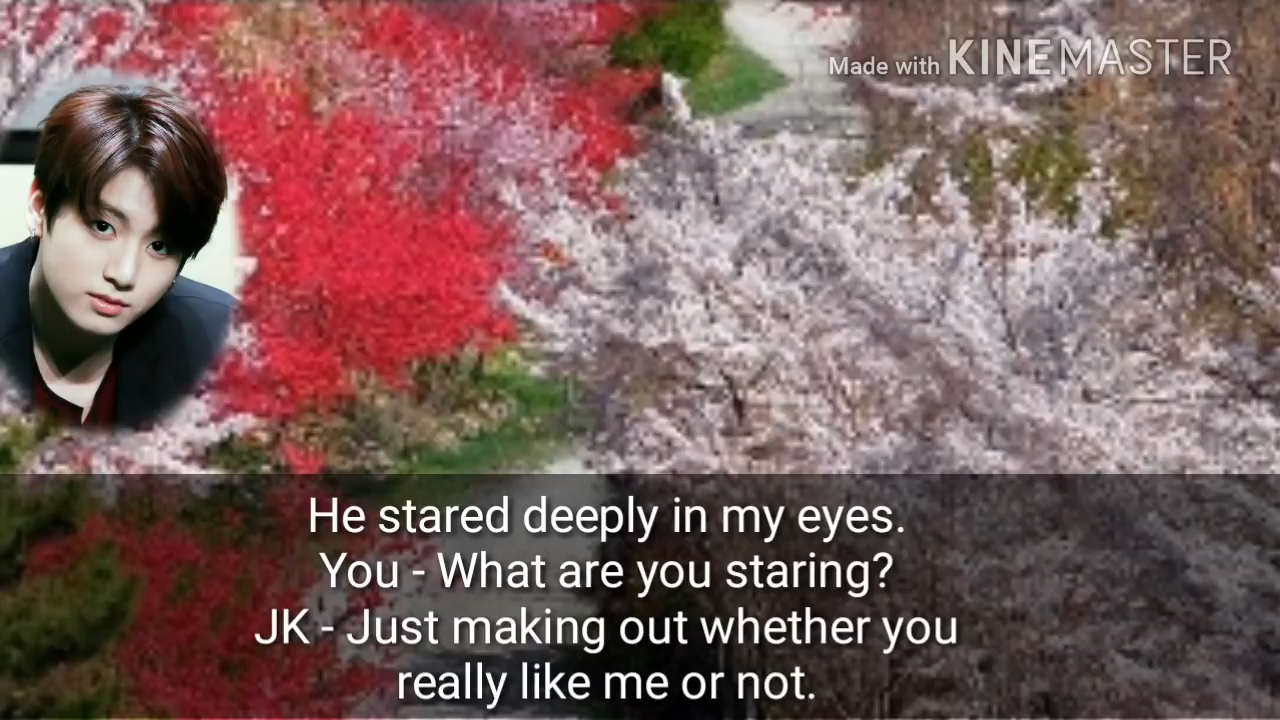 Made with KINEMASTER
He stared deeply in my eyes.
You - What are you staring?
JK - Just making out whether you
really like me or not.